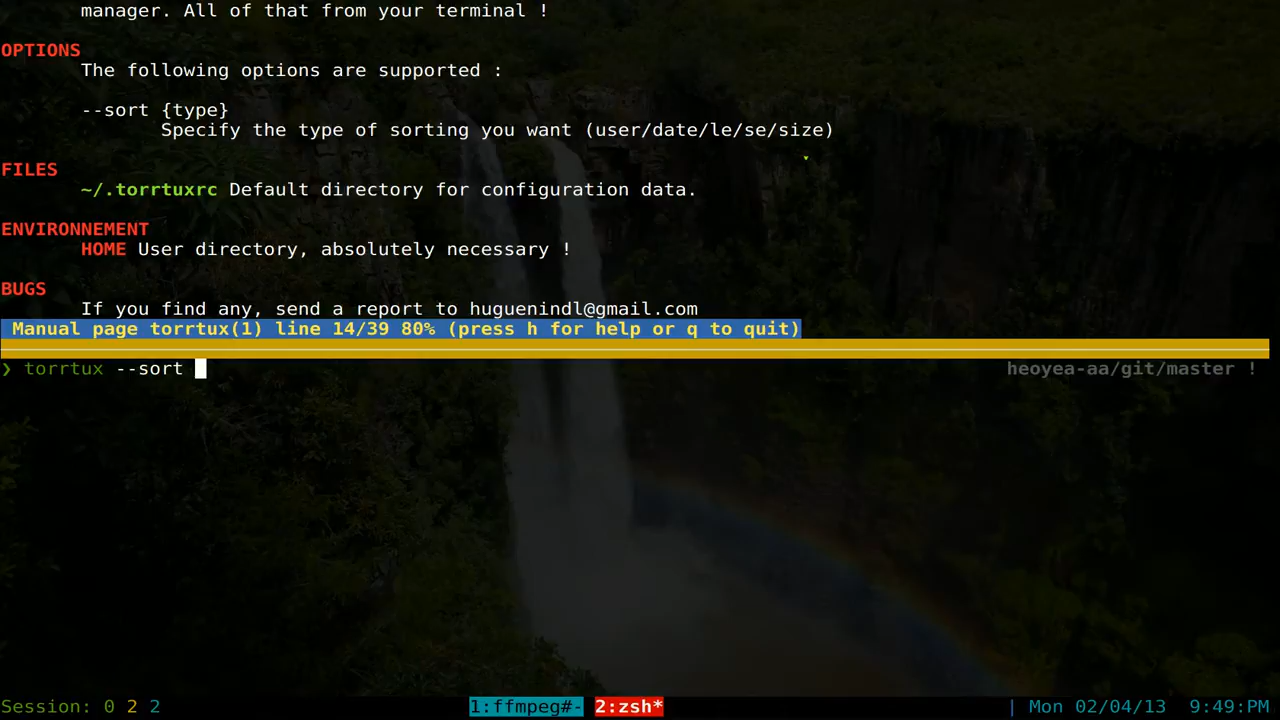 manager. All of that from your terminal !
OPTIONS
The following options are supported :
--sort {type}
Specify the type of sorting you want (user/date/le/se/size)
FILES
~/.torrtuxrc Default directory for configuration data.
ENVIRONNEMENT
HOME User directory, absolutely necessary !
BUGS
If you find any, send a report to huguenindl@gmail.com
Manual page torrtux(1) line 14/39 80% (press h for help or q to quit)
❯ torrtux --sort heoyea-aa/git/master !
Session: 0 2 2 1:ffmpeg#- 2:zsh* | Mon 02/04/13 9:49:PM